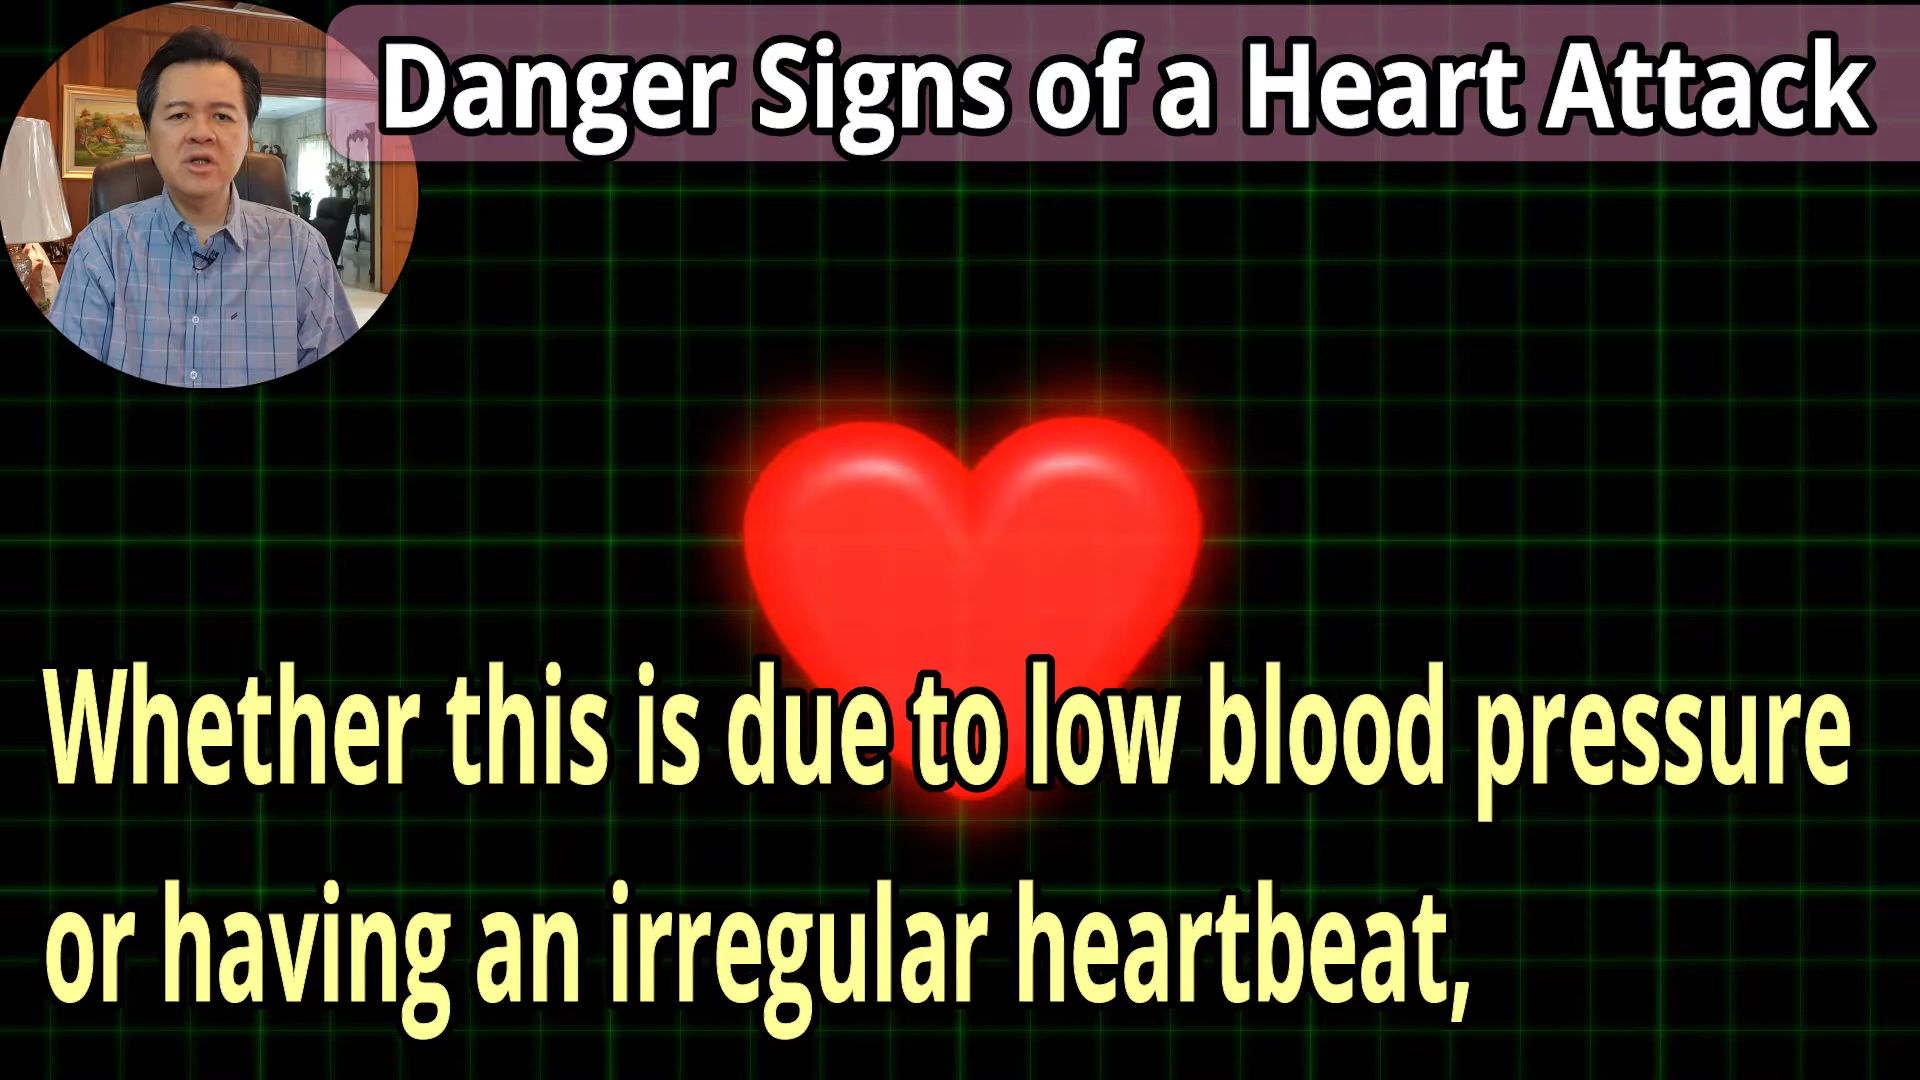 Danger Signs of a Heart Attack
Whether this is due to low blood pressure
or having an irregular heartbeat,